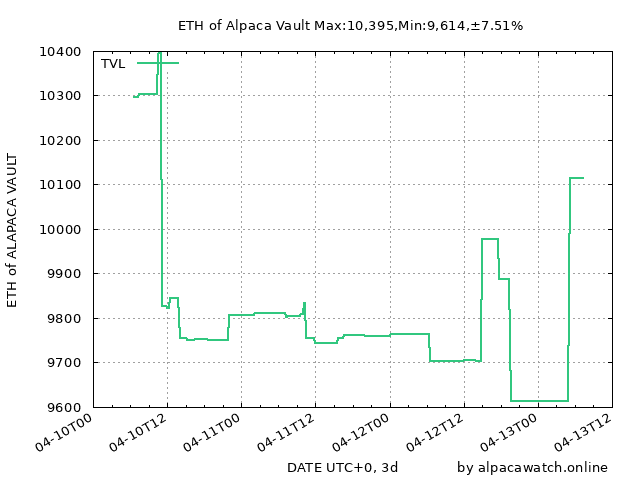 ETH of Alpaca Vault Max:10,395,Min:9,614,±7.51%
10400
TVL
10300
10200
10100
10000
9900
9800
9700
9600
ETH of ALAPACA VAULT
04-10T00
04-10T12
04-11T00
04-11T12
04-12T00
04-12T12
04-13T00
04-13T12
DATE UTC+0, 3d
by alpacawatch.online